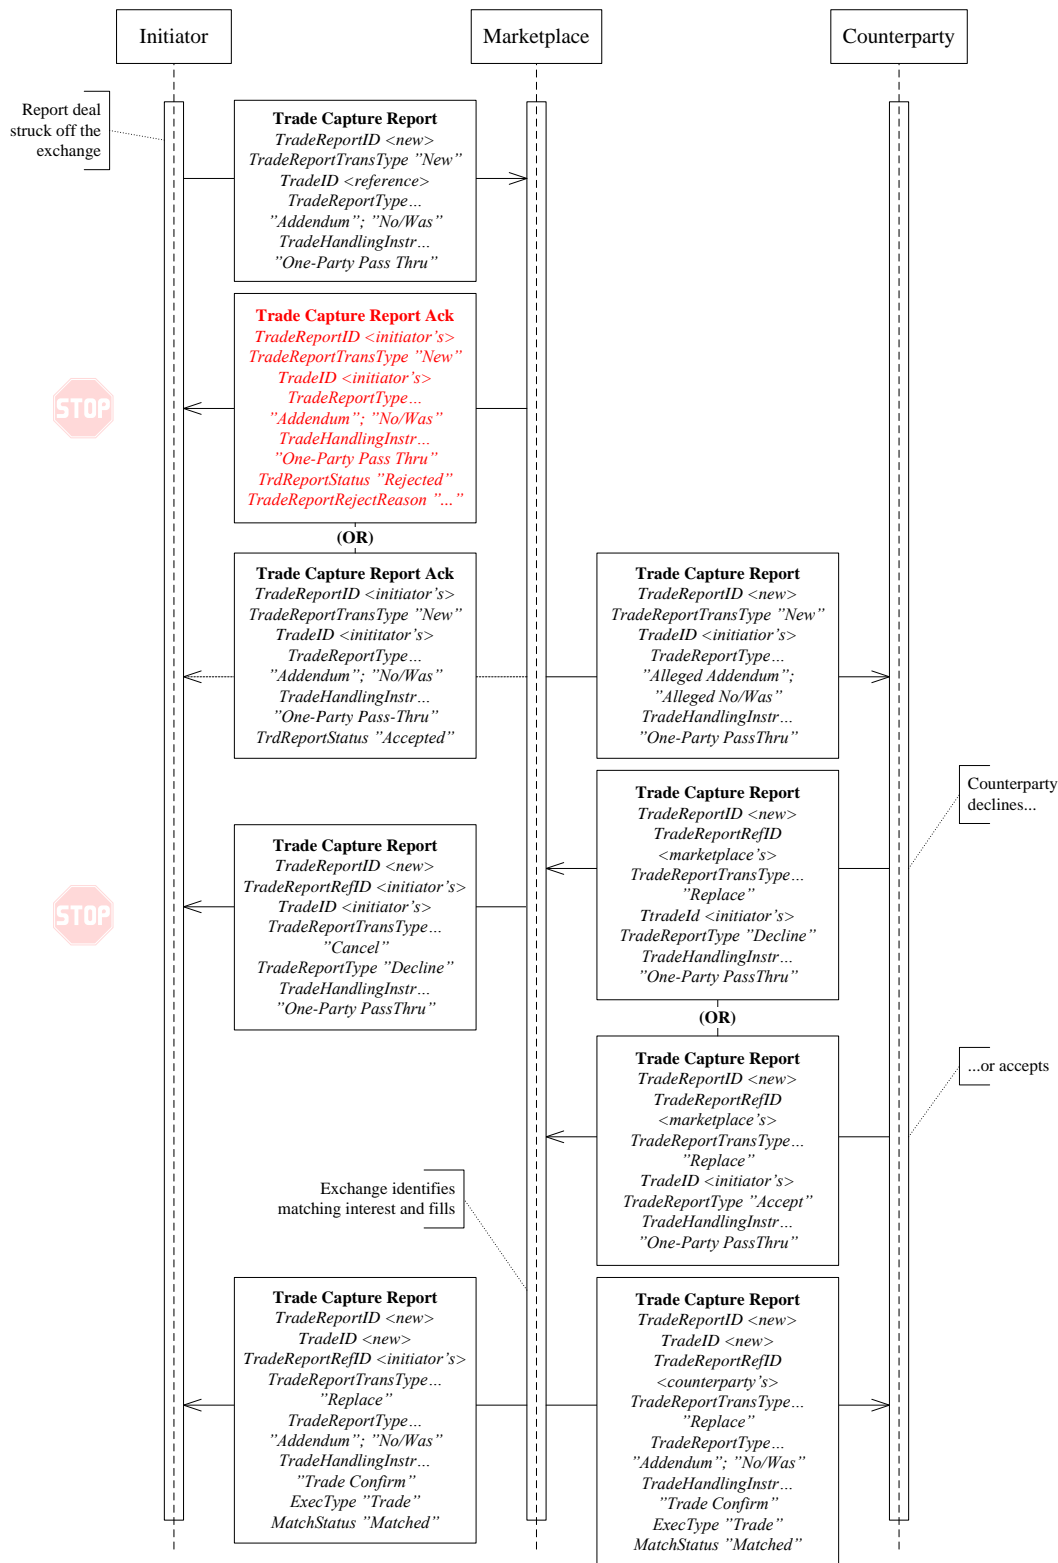 Initiator
Marketplace
Counterparty
Report deal
struck off the
exchange
Trade Capture Report
TradeReportID <new>
TradeReportTransType ”New”
TradeID <reference>
TradeReportType…
”Addendum”; ”No/Was”
TradeHandlingInstr…
”One-Party Pass Thru”
STOP
Trade Capture Report Ack
TradeReportID <initiator’s>
TradeReportTransType ”New”
TradeID <initiator’s>
TradeReportType…
”Addendum”; ”No/Was”
TradeHandlingInstr…
”One-Party Pass Thru”
TrdReportStatus ”Rejected”
TradeReportRejectReason ”...”
(OR)
Trade Capture Report Ack
TradeReportID <initiator’s>
TradeReportTransType ”New”
TradeID <inititator’s>
TradeReportType…
”Addendum”; ”No/Was”
TradeHandlingInstr…
”One-Party Pass-Thru”
TrdReportStatus ”Accepted”
Trade Capture Report
TradeReportID <new>
TradeReportTransType ”New”
TradeID <initiatior’s>
TradeReportType…
”Alleged Addendum”;
”Alleged No/Was”
TradeHandlingInstr…
”One-Party PassThru”
Counterparty
declines...
Trade Capture Report
TradeReportID <new>
TradeReportRefID
<marketplace’s>
TradeReportTransType…
”Replace”
TtradeId <initiator’s>
TradeReportType ”Decline”
TradeHandlingInstr…
”One-Party PassThru”
STOP
Trade Capture Report
TradeReportID <new>
TradeReportRefID <initiator’s>
TradeID <initiator’s>
TradeReportTransType…
”Cancel”
TradeReportType ”Decline”
TradeHandlingInstr…
”One-Party PassThru”
(OR)
...or accepts
Trade Capture Report
TradeReportID <new>
TradeReportRefID
<marketplace’s>
TradeReportTransType…
”Replace”
TradeID <initiator’s>
TradeReportType ”Accept”
TradeHandlingInstr…
”One-Party PassThru”
Exchange identifies
matching interest and fills
Trade Capture Report
TradeReportID <new>
TradeID <new>
TradeReportRefID <initiator’s>
TradeReportTransType…
”Replace”
TradeReportType…
”Addendum”; ”No/Was”
TradeHandlingInstr…
”Trade Confirm”
ExecType ”Trade”
MatchStatus ”Matched”
Trade Capture Report
TradeReportID <new>
TradeID <new>
TradeReportRefID
<counterparty’s>
TradeReportTransType…
”Replace”
TradeReportType…
”Addendum”; ”No/Was”
TradeHandlingInstr…
”Trade Confirm”
ExecType ”Trade”
MatchStatus ”Matched”